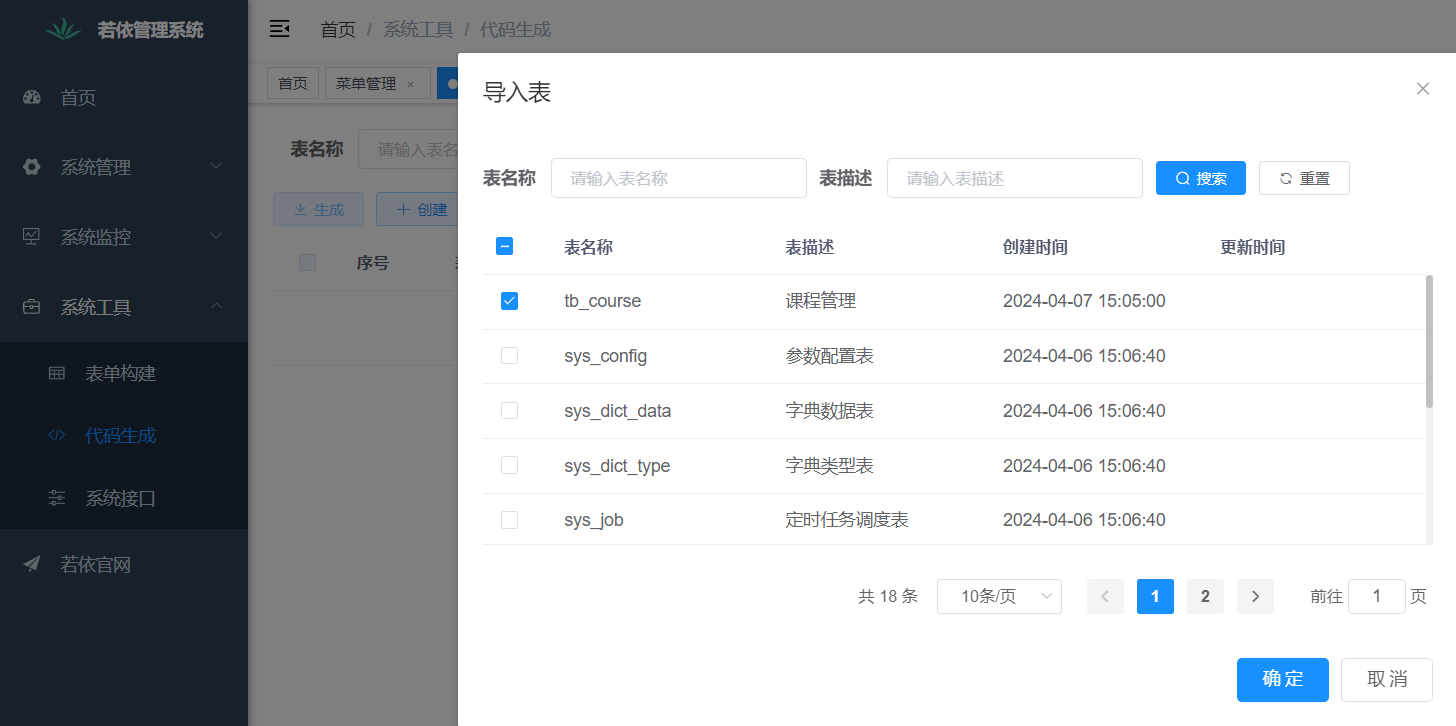 若依管理系统
首页
系统管理
系统监控
系统工具
表单构建
代码生成
系统接口
若依官网
首页 / 系统工具 / 代码生成
首页 菜单管理 ×
表名称 请输入表名
生成 创建
序号
导入表
表名称 请输入表名称 表描述 请输入表描述 搜索 重置
表名称 表描述 创建时间 更新时间
tb_course 课程管理 2024-04-07 15:05:00
sys_config 参数配置表 2024-04-06 15:06:40
sys_dict_data 字典数据表 2024-04-06 15:06:40
sys_dict_type 字典类型表 2024-04-06 15:06:40
sys_job 定时任务调度表 2024-04-06 15:06:40
共 18 条 10条/页 1 2 前往 1 页
确 定 取 消